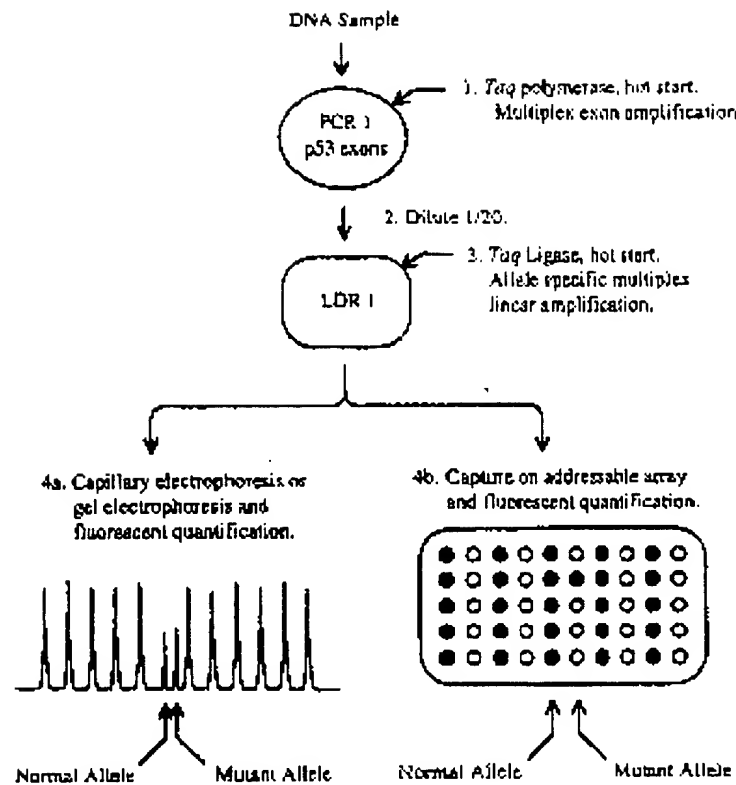 DNA Sample
1. Taq polymerase, hot start.
Multiplex exon amplification
PCR 1
p53 exons
2. Dilute 1/20.
3. Taq Ligase, hot start.
Allele specific multiplex
linear amplification.
LDR 1
4a. Capillary electrophoresis or
gel electrophoresis and
fluorescent quantification.
4b. Capture on addressable array
and fluorescent quantification.
Normal Allele
Mutant Allele
Normal Allele
Mutant Allele